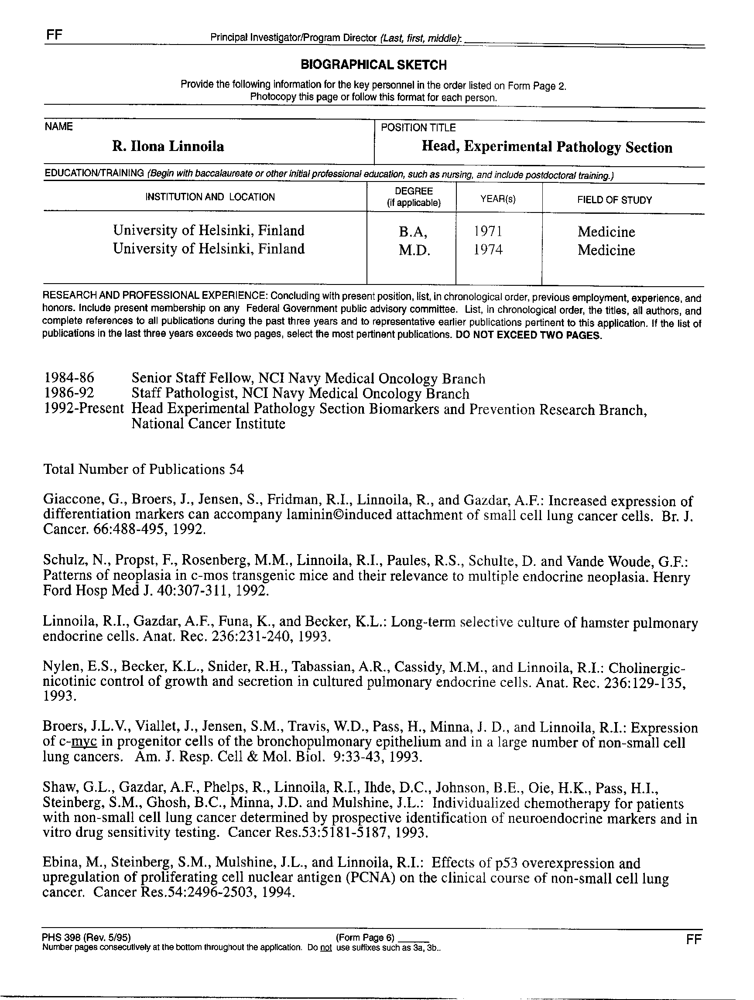 FF
Principal Investigator/Program Director (Last, first, middle):
BIOGRAPHICAL SKETCH
Provide the following information for the key personnel in the order listed on Form Page 2.
Photocopy this page or follow this format for each person.
NAME
POSITION TITLE
R. Ilona Linnoila
Head, Experimental Pathology Section
EDUCATION/TRAINING (Begin with baccalaureate or other initial professional education, such as nursing, and include postdoctoral training.)
INSTITUTION AND LOCATION
DEGREE
(if applicable)
YEAR(s)
FIELD OF STUDY
University of Helsinki, Finland B.A, 1971 Medicine
University of Helsinki, Finland M.D. 1974 Medicine
RESEARCH AND PROFESSIONAL EXPERIENCE: Concluding with present position, list, in chronological order, previous employment, experience, and
honors. Include present membership on any Federal Government public advisory committee. List, in chronological order, the titles, all authors, and
complete references to all publications during the past three years and to representative earlier publications pertinent to this application. If the list of
publications in the last three years exceeds two pages, select the most pertinent publications. DO NOT EXCEED TWO PAGES.
1984-86 Senior Staff Fellow, NCI Navy Medical Oncology Branch
1986-92 Staff Pathologist, NCI Navy Medical Oncology Branch
1992-Present Head Experimental Pathology Section Biomarkers and Prevention Research Branch,
National Cancer Institute
Total Number of Publications 54
Giaccone, G., Broers, J., Jensen, S., Fridman, R.I., Linnoila, R., and Gazdar, A.F.: Increased expression of
differentiation markers can accompany laminin©induced attachment of small cell lung cancer cells. Br. J.
Cancer. 66:488-495, 1992.
Schulz, N., Propst, F., Rosenberg, M.M., Linnoila, R.I., Paules, R.S., Schulte, D. and Vande Woude, G.F.:
Patterns of neoplasia in c-mos transgenic mice and their relevance to multiple endocrine neoplasia. Henry
Ford Hosp Med J. 40:307-311, 1992.
Linnoila, R.I., Gazdar, A.F., Funa, K., and Becker, K.L.: Long-term selective culture of hamster pulmonary
endocrine cells. Anat. Rec. 236:231-240, 1993.
Nylen, E.S., Becker, K.L., Snider, R.H., Tabassian, A.R., Cassidy, M.M., and Linnoila, R.I.: Cholinergic-
nicotinic control of growth and secretion in cultured pulmonary endocrine cells. Anat. Rec. 236:129-135,
1993.
Broers, J.L.V., Viallet, J., Jensen, S.M., Travis, W.D., Pass, H., Minna, J. D., and Linnoila, R.I.: Expression
of c-myc in progenitor cells of the bronchopulmonary epithelium and in a large number of non-small cell
lung cancers. Am. J. Resp. Cell & Mol. Biol. 9:33-43, 1993.
Shaw, G.L., Gazdar, A.F., Phelps, R., Linnoila, R.I., Ihde, D.C., Johnson, B.E., Oie, H.K., Pass, H.I.,
Steinberg, S.M., Ghosh, B.C., Minna, J.D. and Mulshine, J.L.: Individualized chemotherapy for patients
with non-small cell lung cancer determined by prospective identification of neuroendocrine markers and in
vitro drug sensitivity testing. Cancer Res.53:5181-5187, 1993.
Ebina, M., Steinberg, S.M., Mulshine, J.L., and Linnoila, R.I.: Effects of p53 overexpression and
upregulation of proliferating cell nuclear antigen (PCNA) on the clinical course of non-small cell lung
cancer. Cancer Res.54:2496-2503, 1994.
PHS 398 (Rev. 5/95) (Form Page 6) FF
Number pages consecutively at the bottom throughout the application. Do not use suffixes such as 3a, 3b..